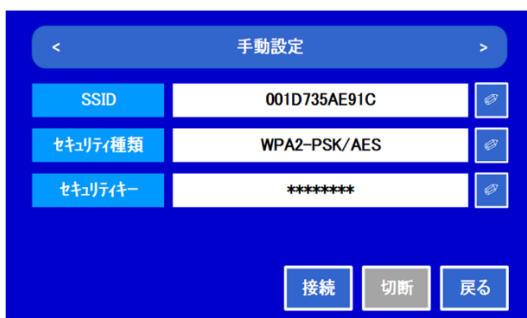 < 手動設定 >
SSID 001D735AE91C
セキュリティ種類 WPA2-PSK/AES
セキュリティキー ********
接続 切断 戻る